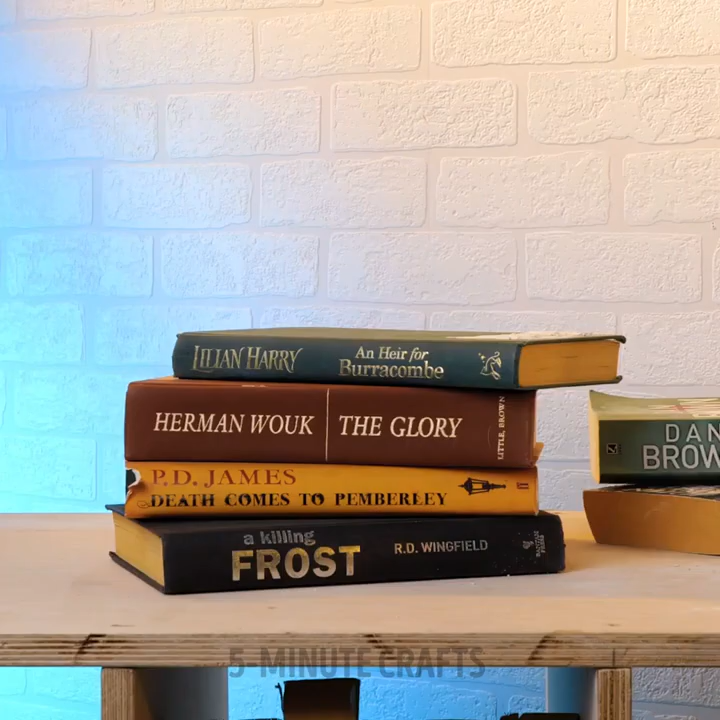 LILIAN HARRY
An Heir for
Burracombe
HERMAN WOUK
THE GLORY
LITTLE, BROWN
P.D. JAMES
DEATH COMES TO PEMBERLEY
a killing
FROST
R.D. WINGFIELD
DAN
BROW
5-MINUTE CRAFTS